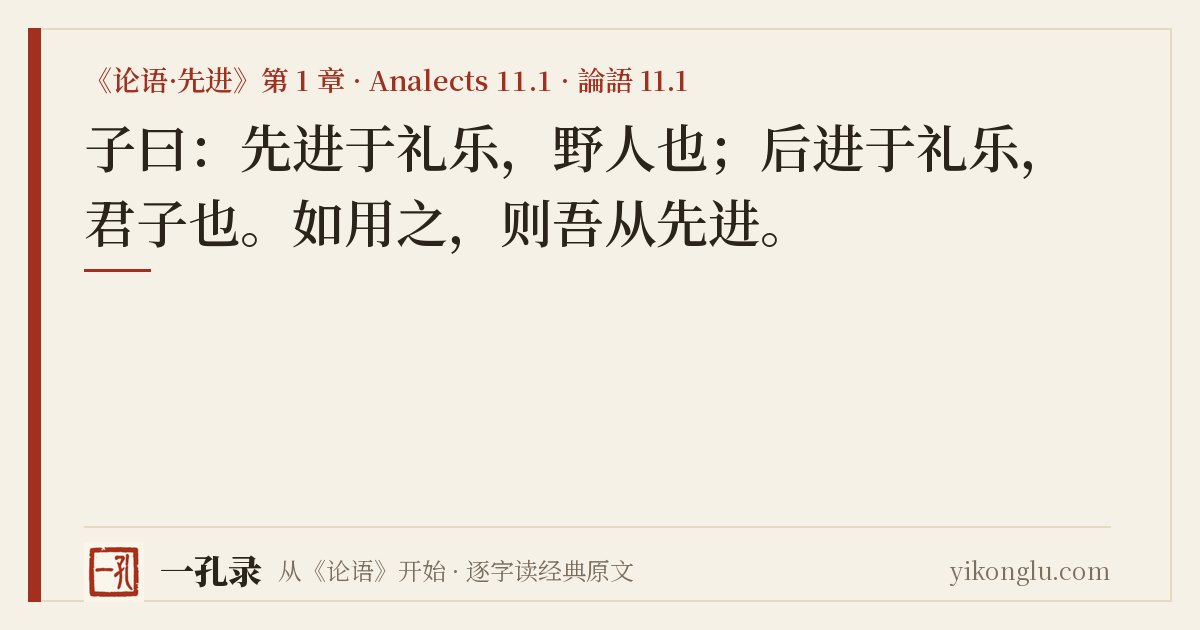 《论语·先进》第 1 章 · Analects 11.1 · 論語 11.1
子曰：先进于礼乐，野人也；后进于礼乐，
君子也。如用之，则吾从先进。
一孔
一孔录 从《论语》开始 · 逐字读经典原文 yikonglu.com